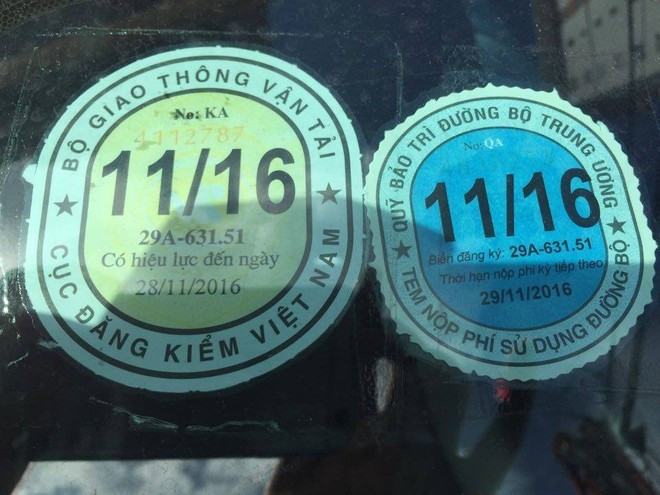 BỘ GIAO THÔNG VẬN TẢI
No: KA
4112787
11/16
29A-631.51
Có hiệu lực đến ngày
28/11/2016
CỤC ĐĂNG KIỂM VIỆT NAM
QUỸ BẢO TRÌ ĐƯỜNG BỘ TRUNG ƯƠNG
No: QA
11/16
Biển đăng ký: 29A-631.51
Thời hạn nộp phí kỳ tiếp theo
29/11/2016
TEM NỘP PHÍ SỬ DỤNG ĐƯỜNG BỘ